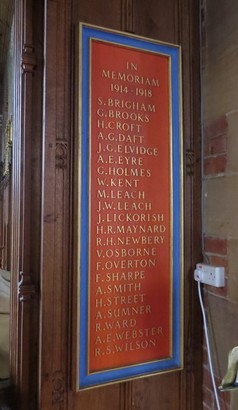 IN
MEMORIAM
1914-1918
S.BRIGHAM
G.BROOKS
H.CROFT
A.G.DAFT
J.G.ELVIDGE
A.E.EYRE
G.HOLMES
W.KENT
M.LEACH
J.W.LEACH
J.LICKORISH
H.R.MAYNARD
R.H.NEWBERY
V.OSBORNE
F.OVERTON
F.SHARPE
A.SMITH
H.STREET
A.SUMNER
R.WARD
A.E.WEBSTER
R.S.WILSON